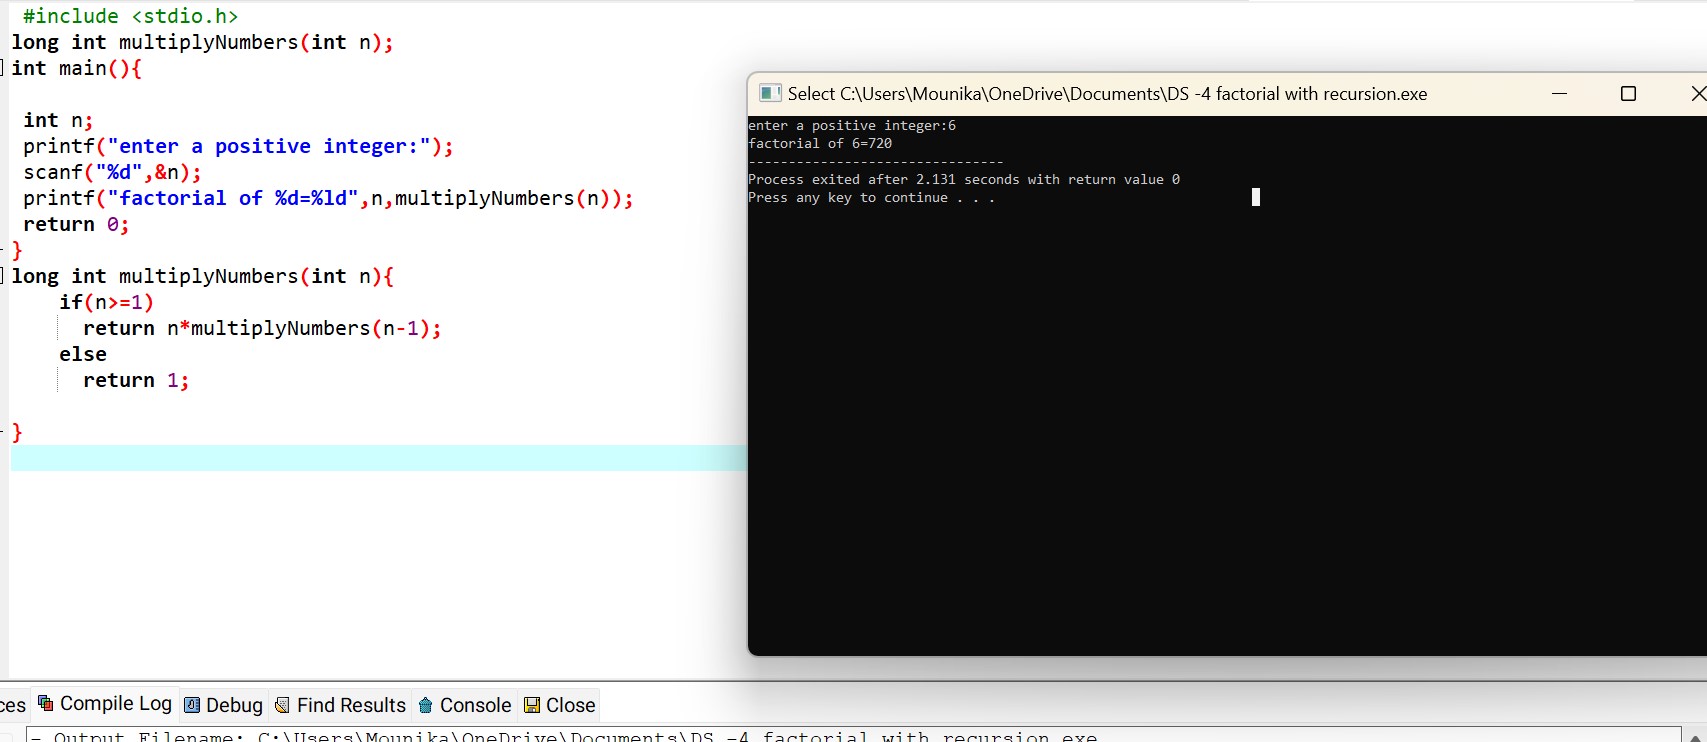 #include <stdio.h>
long int multiplyNumbers(int n);
int main(){
int n;
printf("enter a positive integer:");
scanf("%d",&n);
printf("factorial of %d=%ld",n,multiplyNumbers(n));
return 0;
}
long int multiplyNumbers(int n){
if(n>=1)
return n*multiplyNumbers(n-1);
else
return 1;
}
Select C:\Users\Mounika\OneDrive\Documents\DS -4 factorial with recursion.exe
enter a positive integer:6
factorial of 6=720
--------------------------------
Process exited after 2.131 seconds with return value 0
Press any key to continue . . .
ces Compile Log Debug Find Results Console Close
- Output Filename: C:\Users\Mounika\OneDrive\Documents\DS -4 factorial with recursion.exe